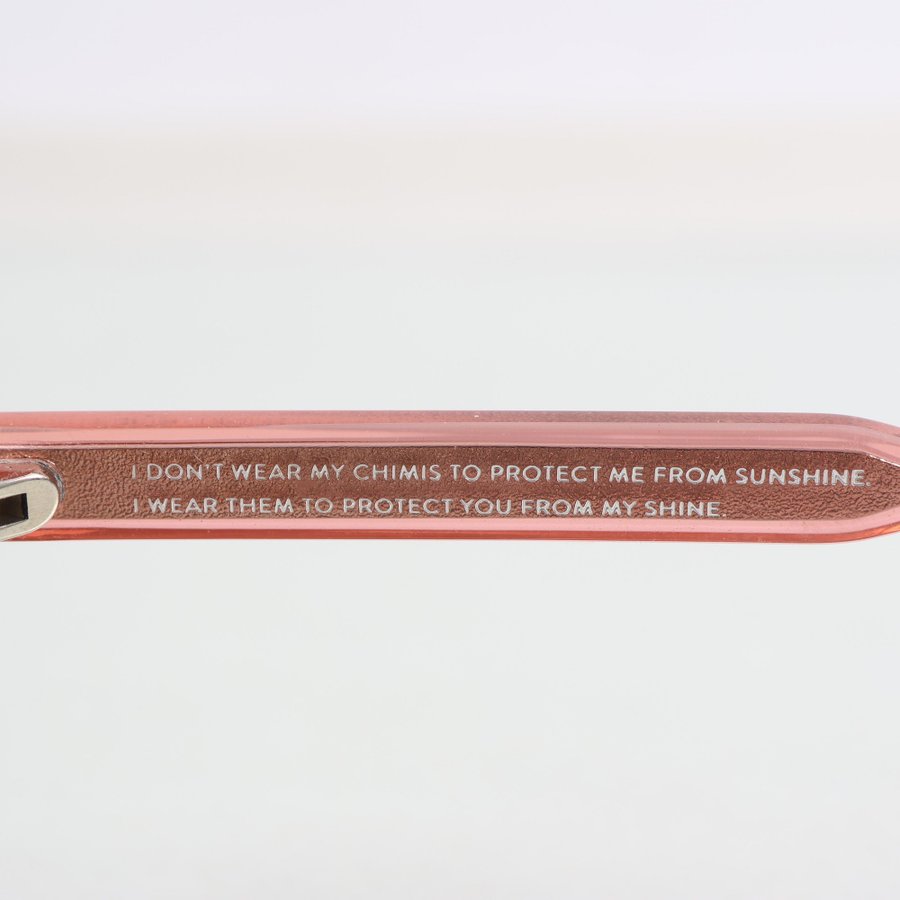 I DON'T WEAR MY CHIMIS TO PROTECT ME FROM SUNSHINE.
I WEAR THEM TO PROTECT YOU FROM MY SHINE.